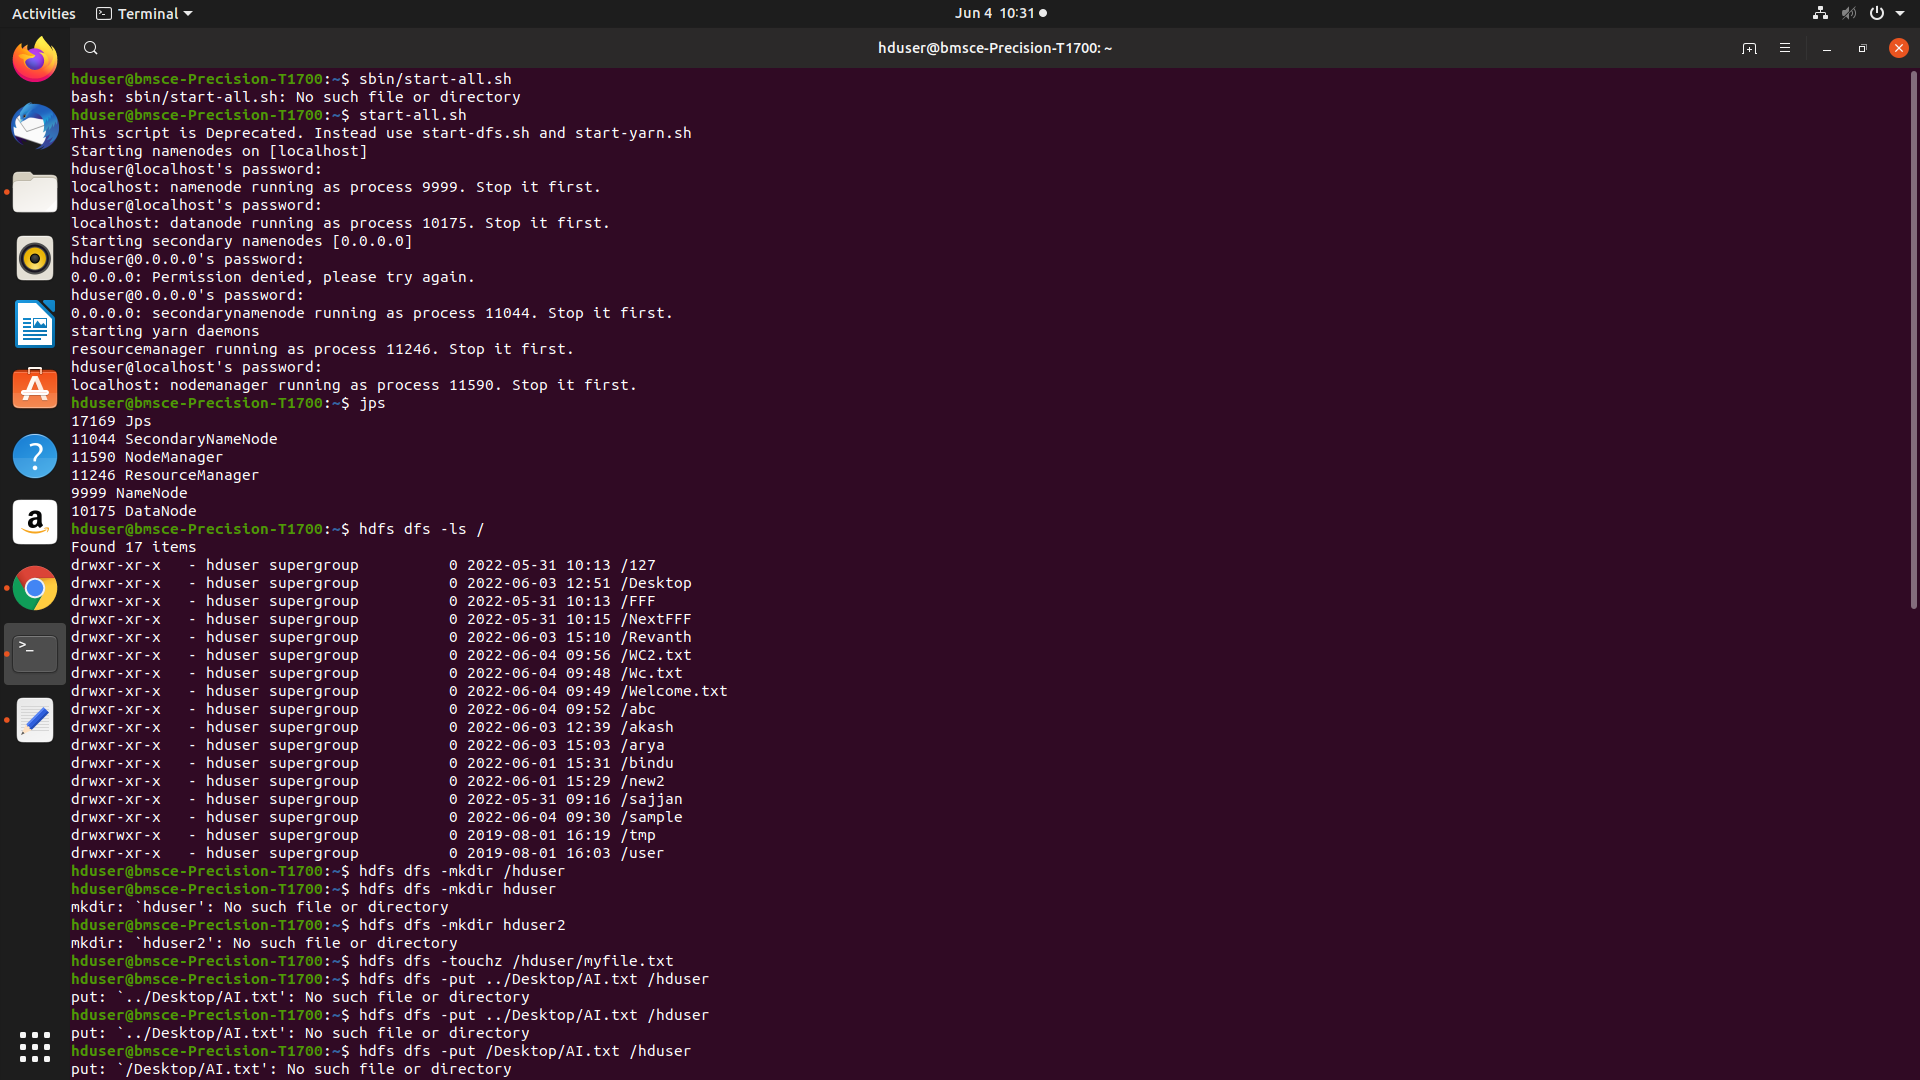 Activities
Terminal
Jun 4 10:31
hduser@bmsce-Precision-T1700: ~
hduser@bmsce-Precision-T1700:~$ sbin/start-all.sh
bash: sbin/start-all.sh: No such file or directory
hduser@bmsce-Precision-T1700:~$ start-all.sh
This script is Deprecated. Instead use start-dfs.sh and start-yarn.sh
Starting namenodes on [localhost]
hduser@localhost's password:
localhost: namenode running as process 9999. Stop it first.
hduser@localhost's password:
localhost: datanode running as process 10175. Stop it first.
Starting secondary namenodes [0.0.0.0]
hduser@0.0.0.0's password:
0.0.0.0: Permission denied, please try again.
hduser@0.0.0.0's password:
0.0.0.0: secondarynamenode running as process 11044. Stop it first.
starting yarn daemons
resourcemanager running as process 11246. Stop it first.
hduser@localhost's password:
localhost: nodemanager running as process 11590. Stop it first.
hduser@bmsce-Precision-T1700:~$ jps
17169 Jps
11044 SecondaryNameNode
11590 NodeManager
11246 ResourceManager
9999 NameNode
10175 DataNode
hduser@bmsce-Precision-T1700:~$ hdfs dfs -ls /
Found 17 items
drwxr-xr-x   - hduser supergroup          0 2022-05-31 10:13 /127
drwxr-xr-x   - hduser supergroup          0 2022-06-03 12:51 /Desktop
drwxr-xr-x   - hduser supergroup          0 2022-05-31 10:13 /FFF
drwxr-xr-x   - hduser supergroup          0 2022-05-31 10:15 /NextFFF
drwxr-xr-x   - hduser supergroup          0 2022-06-03 15:10 /Revanth
drwxr-xr-x   - hduser supergroup          0 2022-06-04 09:56 /WC2.txt
drwxr-xr-x   - hduser supergroup          0 2022-06-04 09:48 /Wc.txt
drwxr-xr-x   - hduser supergroup          0 2022-06-04 09:49 /Welcome.txt
drwxr-xr-x   - hduser supergroup          0 2022-06-04 09:52 /abc
drwxr-xr-x   - hduser supergroup          0 2022-06-03 12:39 /akash
drwxr-xr-x   - hduser supergroup          0 2022-06-03 15:03 /arya
drwxr-xr-x   - hduser supergroup          0 2022-06-01 15:31 /bindu
drwxr-xr-x   - hduser supergroup          0 2022-06-01 15:29 /new2
drwxr-xr-x   - hduser supergroup          0 2022-05-31 09:16 /sajjan
drwxr-xr-x   - hduser supergroup          0 2022-06-04 09:30 /sample
drwxrwxr-x   - hduser supergroup          0 2019-08-01 16:19 /tmp
drwxr-xr-x   - hduser supergroup          0 2019-08-01 16:03 /user
hduser@bmsce-Precision-T1700:~$ hdfs dfs -mkdir /hduser
hduser@bmsce-Precision-T1700:~$ hdfs dfs -mkdir hduser
mkdir: `hduser': No such file or directory
hduser@bmsce-Precision-T1700:~$ hdfs dfs -mkdir hduser2
mkdir: `hduser2': No such file or directory
hduser@bmsce-Precision-T1700:~$ hdfs dfs -touchz /hduser/myfile.txt
hduser@bmsce-Precision-T1700:~$ hdfs dfs -put ../Desktop/AI.txt /hduser
put: `../Desktop/AI.txt': No such file or directory
hduser@bmsce-Precision-T1700:~$ hdfs dfs -put ../Desktop/AI.txt /hduser
put: `../Desktop/AI.txt': No such file or directory
hduser@bmsce-Precision-T1700:~$ hdfs dfs -put /Desktop/AI.txt /hduser
put: `/Desktop/AI.txt': No such file or directory